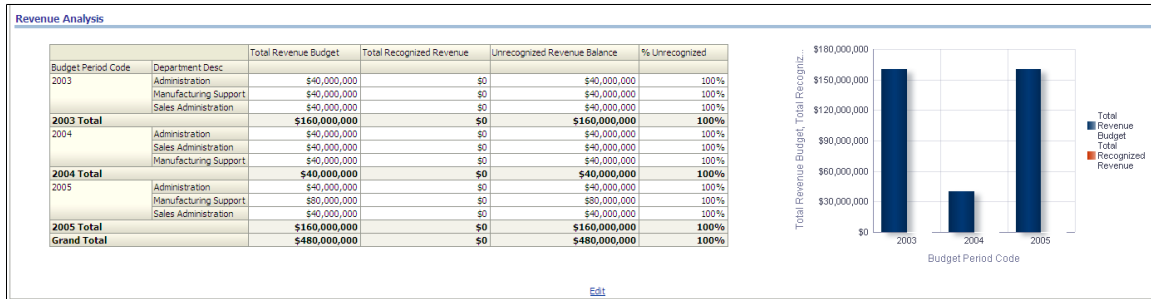 Revenue Analysis
Total Revenue Budget Total Recognized Revenue Unrecognized Revenue Balance % Unrecognized
Budget Period Code Department Desc
2003 Administration $40,000,000 $0 $40,000,000 100%
Manufacturing Support $40,000,000 $0 $40,000,000 100%
Sales Administration $40,000,000 $0 $40,000,000 100%
2003 Total $160,000,000 $0 $160,000,000 100%
2004 Administration $40,000,000 $0 $40,000,000 100%
Sales Administration $40,000,000 $0 $40,000,000 100%
Manufacturing Support $40,000,000 $0 $40,000,000 100%
2004 Total $40,000,000 $0 $40,000,000 100%
2005 Administration $40,000,000 $0 $40,000,000 100%
Manufacturing Support $80,000,000 $0 $80,000,000 100%
Sales Administration $40,000,000 $0 $40,000,000 100%
2005 Total $160,000,000 $0 $160,000,000 100%
Grand Total $480,000,000 $0 $480,000,000 100%
Edit
Total Revenue Budget, Total Recogniz...
$180,000,000
$150,000,000
$120,000,000
$90,000,000
$60,000,000
$30,000,000
$0
2003 2004 2005
Budget Period Code
Total
Revenue
Budget
Total
Recognized
Revenue